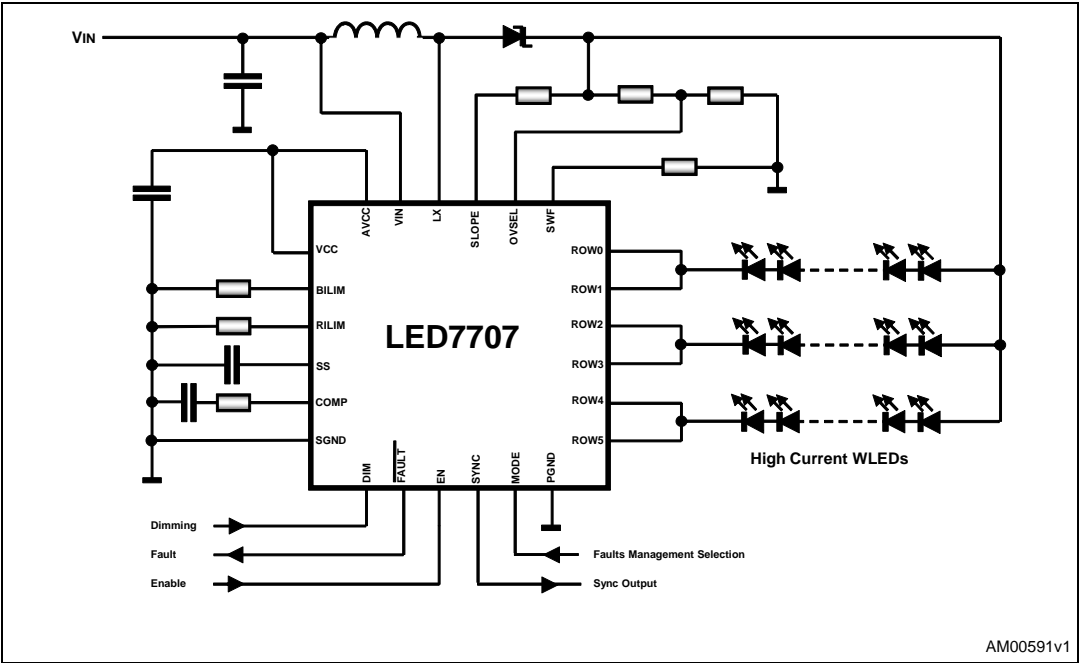 VIN
AVCC
VIN
LX
SLOPE
OVSEL
SWF
VCC
BILIM
RILIM
SS
COMP
SGND
LED7707
ROW0
ROW1
ROW2
ROW3
ROW4
ROW5
DIM
FAULT
EN
SYNC
MODE
PGND
High Current WLEDs
Dimming
Fault
Enable
Faults Management Selection
Sync Output
AM00591v1